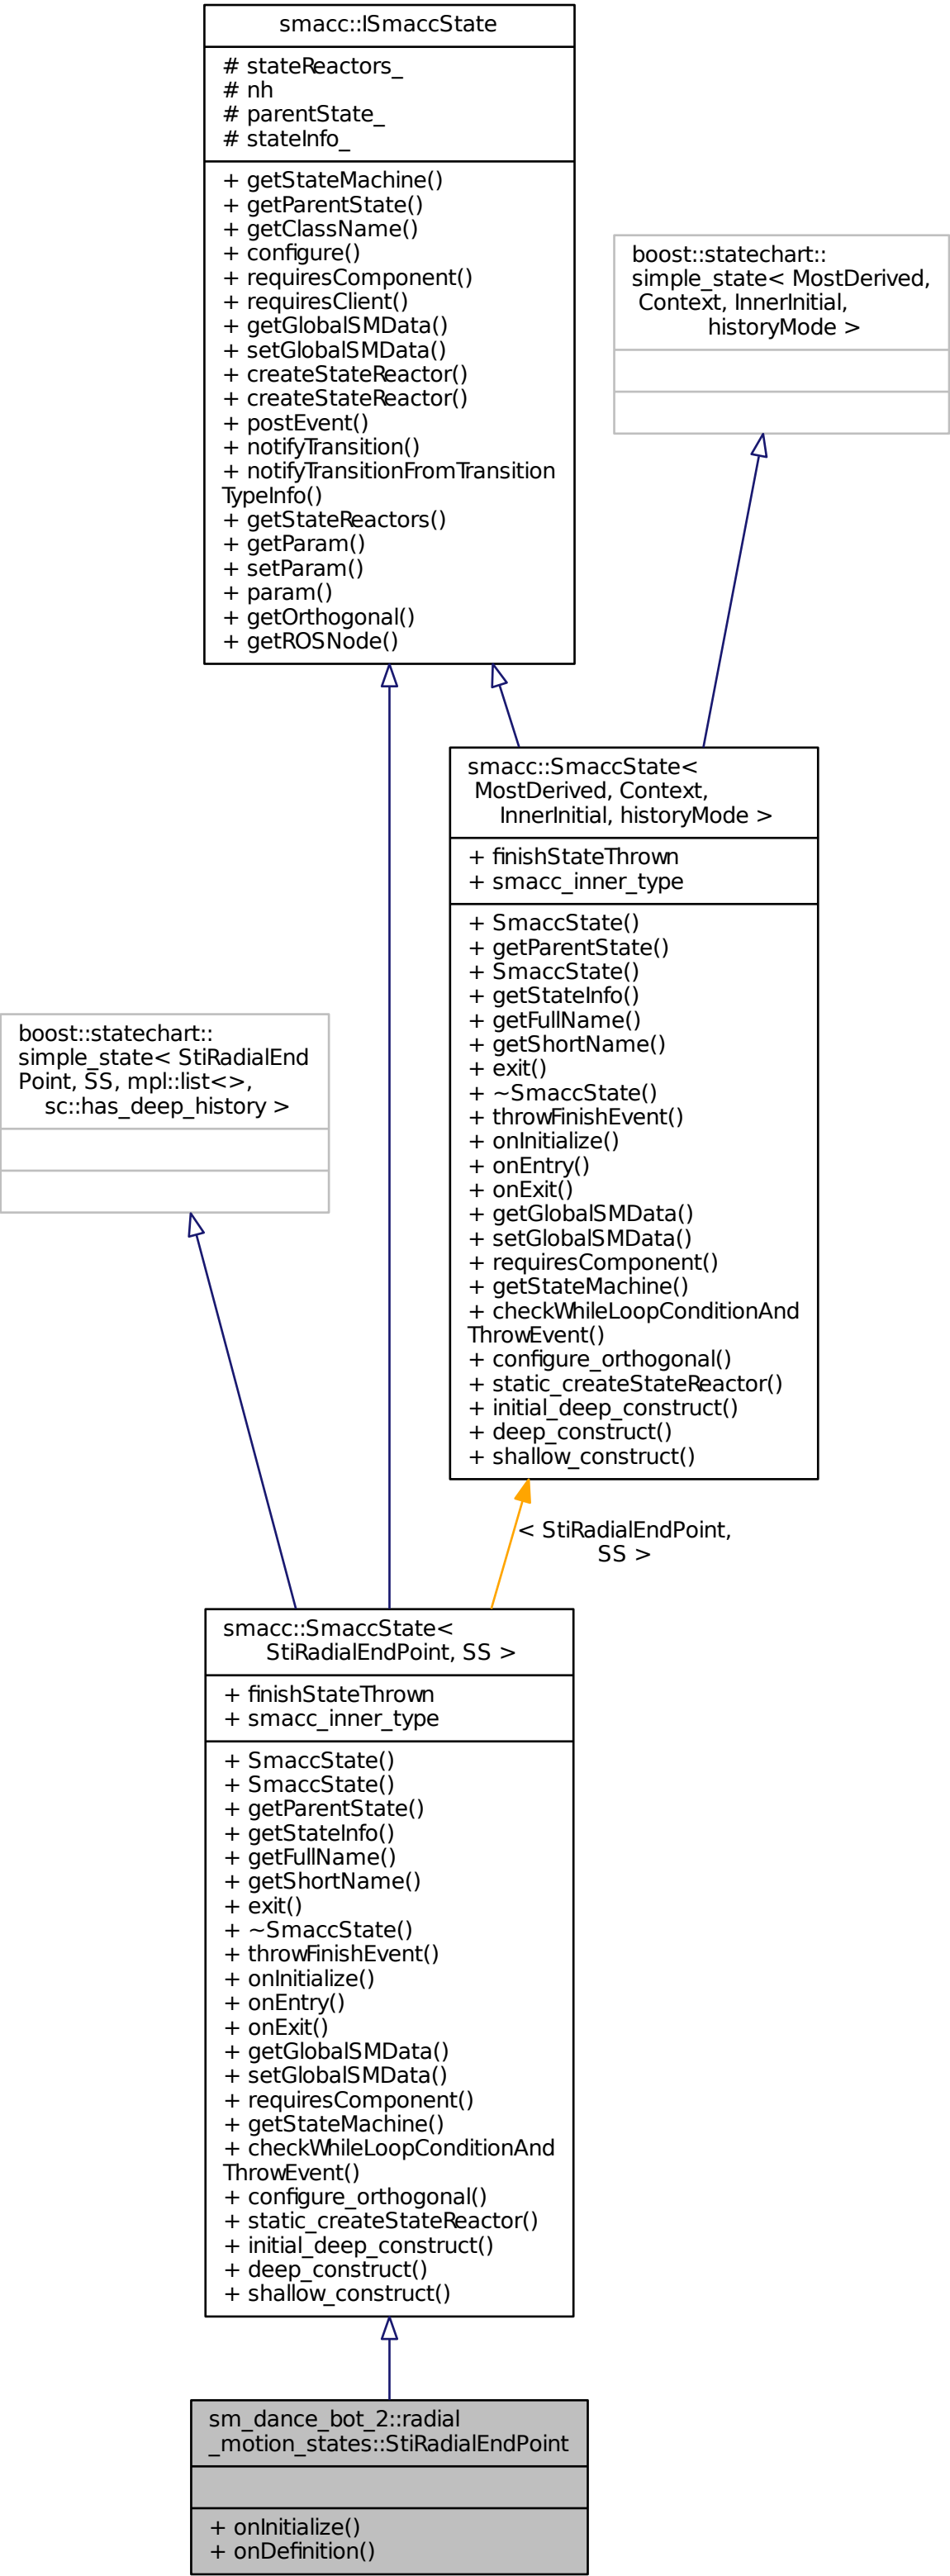 smacc::ISmaccState
# stateReactors_
# nh
# parentState_
# stateInfo_
+ getStateMachine()
+ getParentState()
+ getClassName()
+ configure()
+ requiresComponent()
+ requiresClient()
+ getGlobalSMData()
+ setGlobalSMData()
+ createStateReactor()
+ createStateReactor()
+ postEvent()
+ notifyTransition()
+ notifyTransitionFromTransition
TypeInfo()
+ getStateReactors()
+ getParam()
+ setParam()
+ param()
+ getOrthogonal()
+ getROSNode()
boost::statechart::
simple_state< MostDerived,
Context, InnerInitial,
historyMode >
smacc::SmaccState<
MostDerived, Context,
InnerInitial, historyMode >
+ finishStateThrown
+ smacc_inner_type
+ SmaccState()
+ getParentState()
+ SmaccState()
+ getStateInfo()
+ getFullName()
+ getShortName()
+ exit()
+ ~SmaccState()
+ throwFinishEvent()
+ onInitialize()
+ onEntry()
+ onExit()
+ getGlobalSMData()
+ setGlobalSMData()
+ requiresComponent()
+ getStateMachine()
+ checkWhileLoopConditionAnd
ThrowEvent()
+ configure_orthogonal()
+ static_createStateReactor()
+ initial_deep_construct()
+ deep_construct()
+ shallow_construct()
boost::statechart::
simple_state< StiRadialEnd
Point, SS, mpl::list<>,
sc::has_deep_history >
< StiRadialEndPoint,
SS >
smacc::SmaccState<
StiRadialEndPoint, SS >
+ finishStateThrown
+ smacc_inner_type
+ SmaccState()
+ SmaccState()
+ getParentState()
+ getStateInfo()
+ getFullName()
+ getShortName()
+ exit()
+ ~SmaccState()
+ throwFinishEvent()
+ onInitialize()
+ onEntry()
+ onExit()
+ getGlobalSMData()
+ setGlobalSMData()
+ requiresComponent()
+ getStateMachine()
+ checkWhileLoopConditionAnd
ThrowEvent()
+ configure_orthogonal()
+ static_createStateReactor()
+ initial_deep_construct()
+ deep_construct()
+ shallow_construct()
sm_dance_bot_2::radial
_motion_states::StiRadialEndPoint
+ onInitialize()
+ onDefinition()